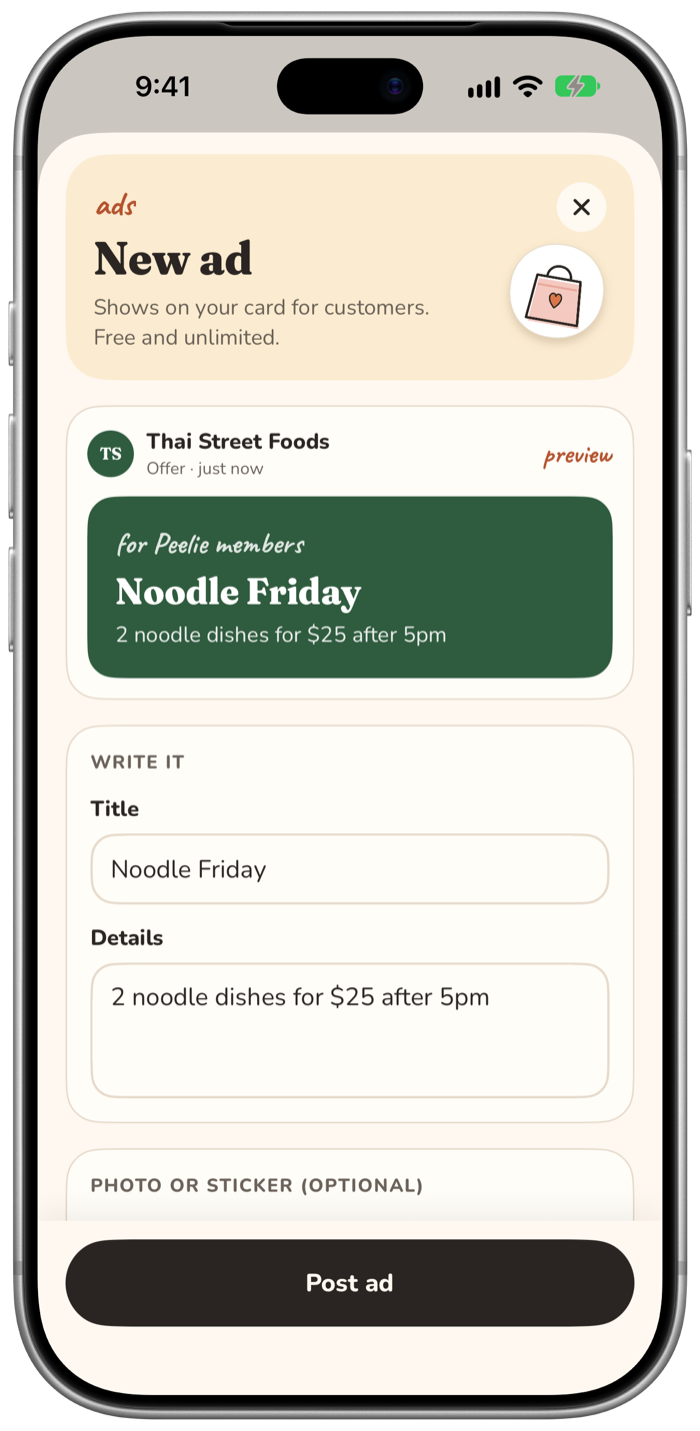 9:41
ads
New ad
Shows on your card for customers.
Free and unlimited.
TS
Thai Street Foods
Offer · just now
preview
for Peelie members
Noodle Friday
2 noodle dishes for $25 after 5pm
WRITE IT
Title
Noodle Friday
Details
2 noodle dishes for $25 after 5pm
PHOTO OR STICKER (OPTIONAL)
Post ad